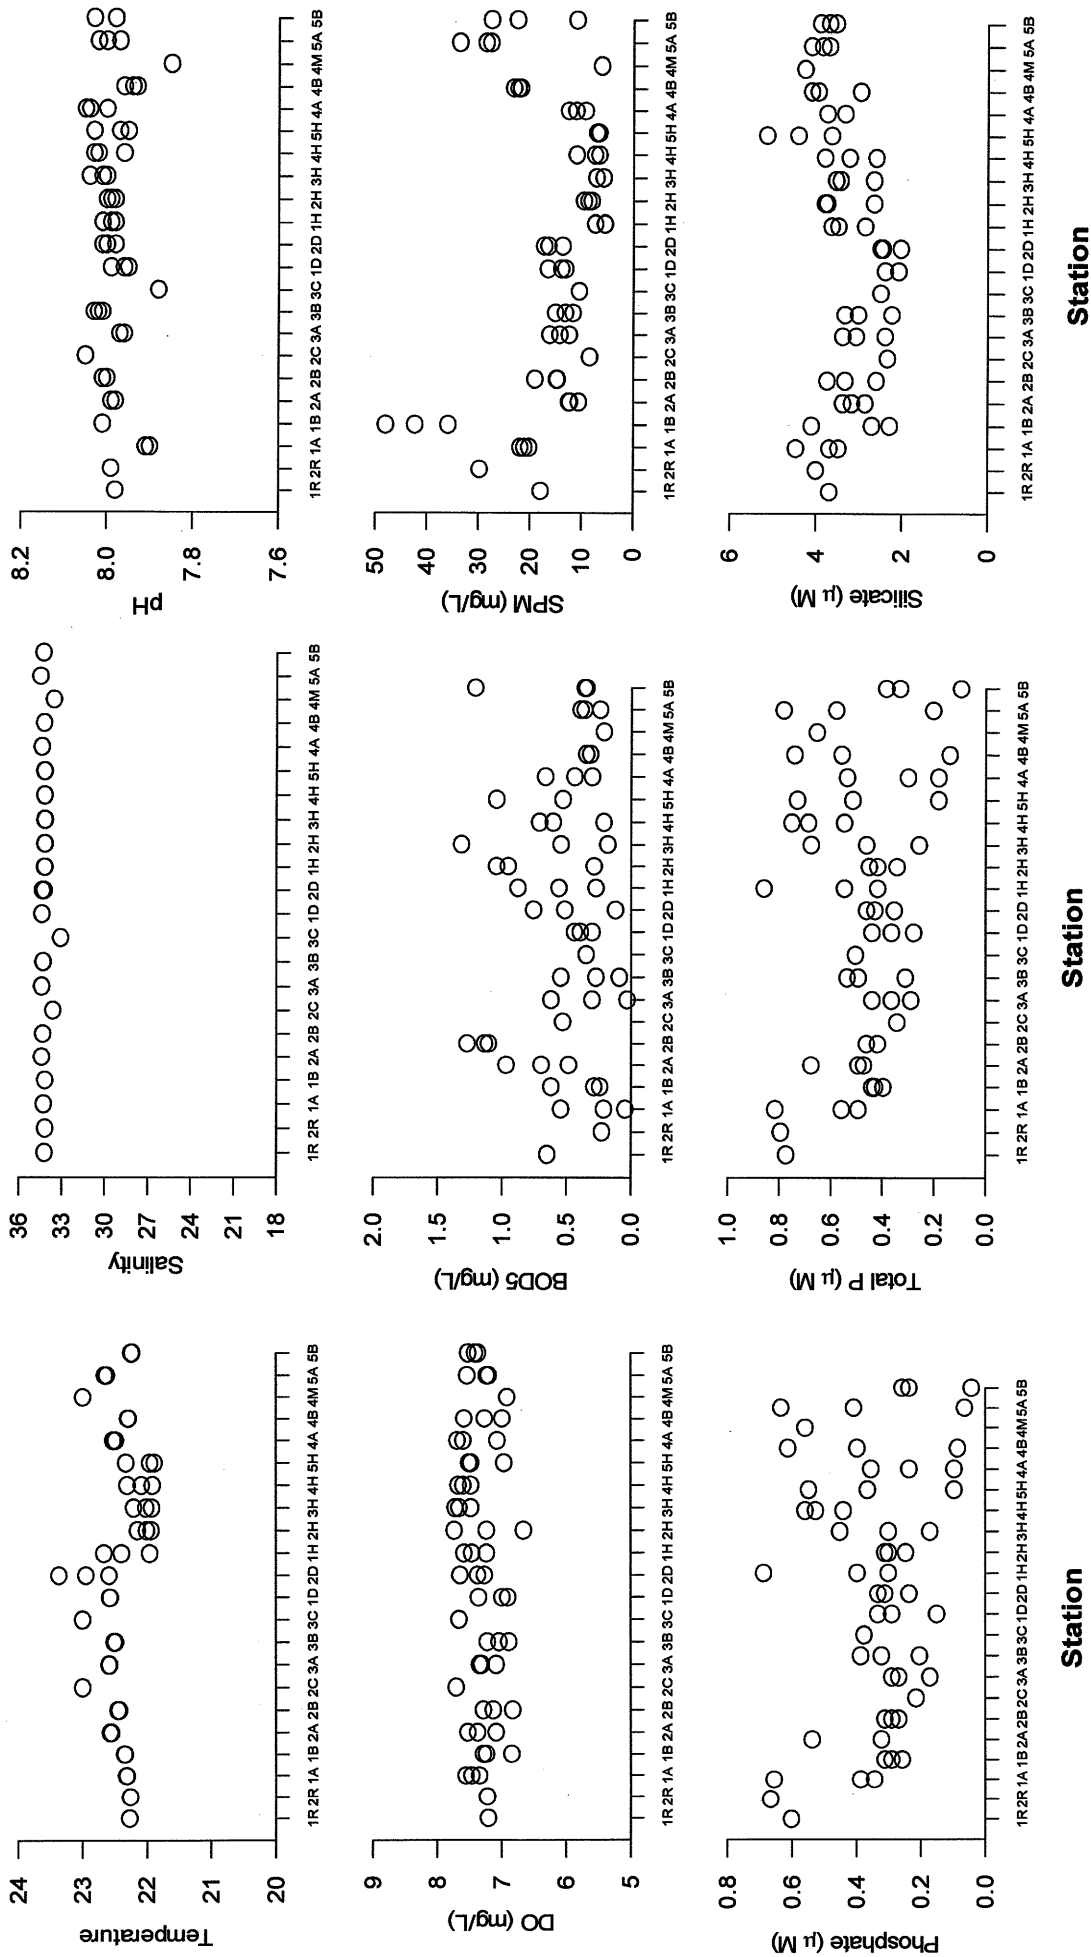 Temperature
24
23
22
21
20
1R 2R 1A 1B 2A 2B 2C 3A 3B 3C 1D 2D 1H 2H 3H 4H 5H 4A 4B 4M 5A 5B
Salinity
36
33
30
27
24
21
18
1R 2R 1A 1B 2A 2B 2C 3A 3B 3C 1D 2D 1H 2H 3H 4H 5H 4A 4B 4M 5A 5B
pH
8.2
8.0
7.8
7.6
1R 2R 1A 1B 2A 2B 2C 3A 3B 3C 1D 2D 1H 2H 3H 4H 5H 4A 4B 4M 5A 5B
DO (mg/L)
9
8
7
6
5
1R 2R 1A 1B 2A 2B 2C 3A 3B 3C 1D 2D 1H 2H 3H 4H 5H 4A 4B 4M 5A 5B
BOD5 (mg/L)
2.0
1.5
1.0
0.5
0.0
1R 2R 1A 1B 2A 2B 2C 3A 3B 3C 1D 2D 1H 2H 3H 4H 5H 4A 4B 4M 5A 5B
SPM (mg/L)
50
40
30
20
10
0
1R 2R 1A 1B 2A 2B 2C 3A 3B 3C 1D 2D 1H 2H 3H 4H 5H 4A 4B 4M 5A 5B
Phosphate (μ M)
0.8
0.6
0.4
0.2
0.0
1R 2R 1A 1B 2A 2B 2C 3A 3B 3C 1D 2D 1H 2H 3H 4H 5H 4A 4B 4M 5A 5B
Station
Total P (μ M)
1.0
0.8
0.6
0.4
0.2
0.0
1R 2R 1A 1B 2A 2B 2C 3A 3B 3C 1D 2D 1H 2H 3H 4H 5H 4A 4B 4M 5A 5B
Station
Silicate (μ M)
6
4
2
0
1R 2R 1A 1B 2A 2B 2C 3A 3B 3C 1D 2D 1H 2H 3H 4H 5H 4A 4B 4M 5A 5B
Station